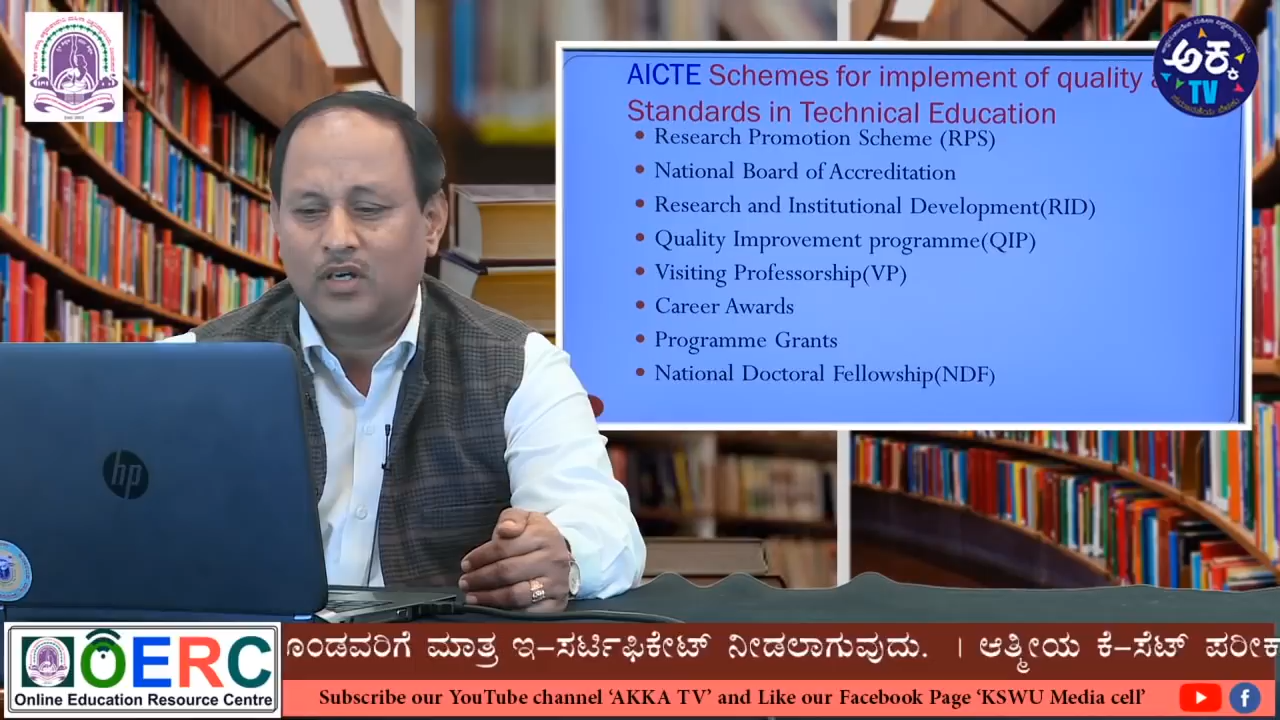 AICTE Schemes for implement of quality
Standards in Technical Education
Research Promotion Scheme (RPS)
National Board of Accreditation
Research and Institutional Development(RID)
Quality Improvement programme(QIP)
Visiting Professorship(VP)
Career Awards
Programme Grants
National Doctoral Fellowship(NDF)
ಅಕ್ಕ
TV
hp
OERC
Online Education Resource Centre
ೊಂಡವರಿಗೆ ಮಾತ್ರ ಇ-ಸರ್ಟಿಫಿಕೇಟ್ ನೀಡಲಾಗುವುದು. । ಆತ್ಮೀಯ ಕೆ-ಸೆಟ್ ಪರೀಕ
Subscribe our YouTube channel ‘AKKA TV’ and Like our Facebook Page ‘KSWU Media cell’